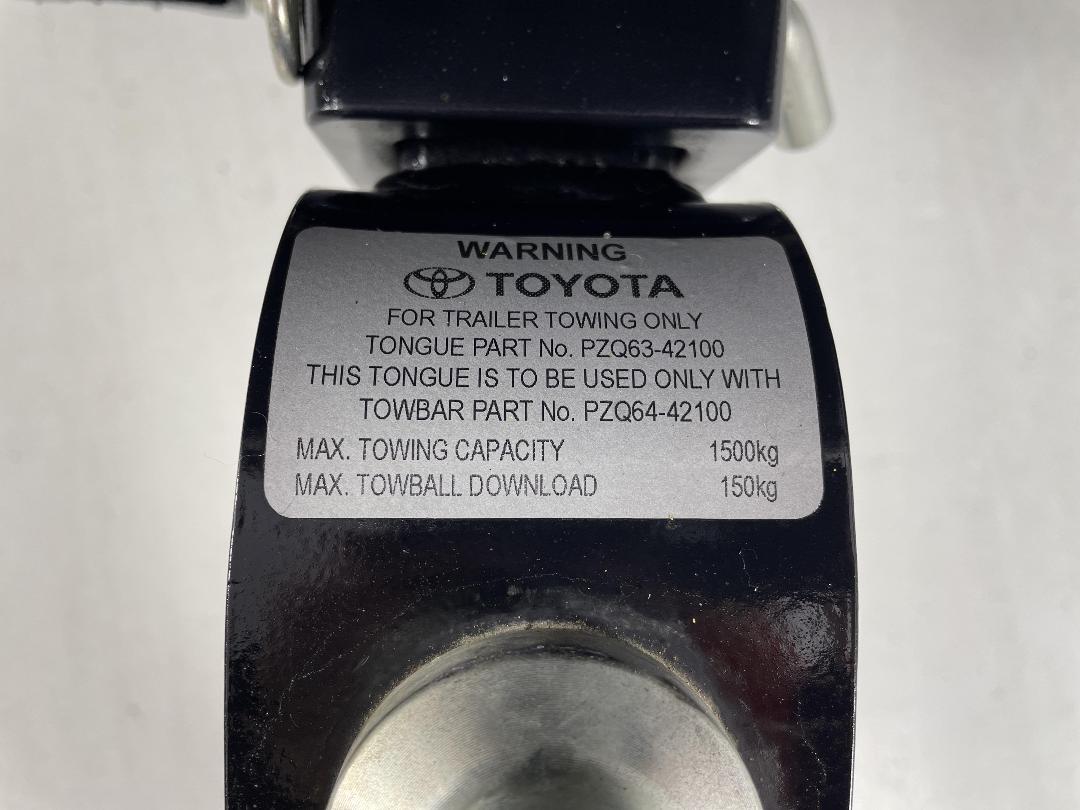 WARNING
TOYOTA
FOR TRAILER TOWING ONLY
TONGUE PART No. PZQ63-42100
THIS TONGUE IS TO BE USED ONLY WITH
TOWBAR PART No. PZQ64-42100
MAX. TOWING CAPACITY 1500kg
MAX. TOWBALL DOWNLOAD 150kg